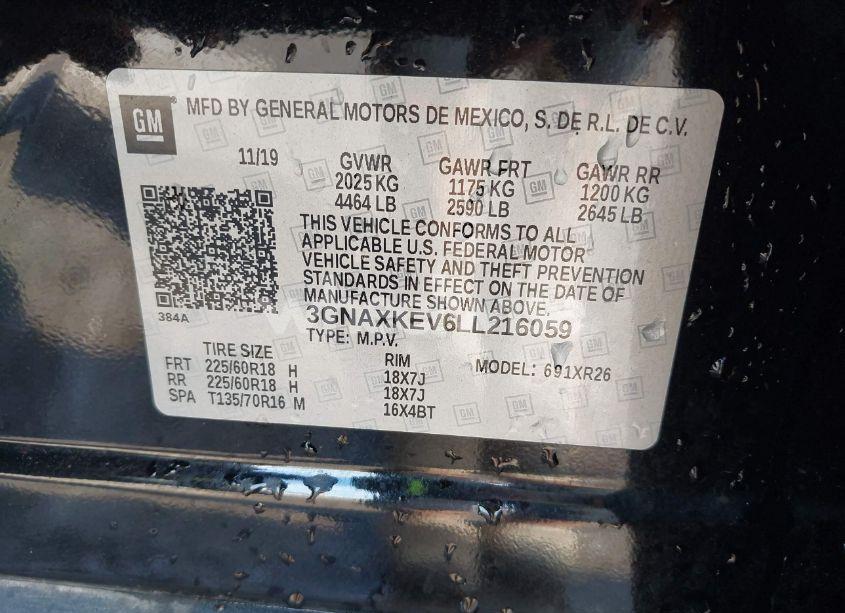 GM MFD BY GENERAL MOTORS DE MEXICO, S. DE R.L. DE C.V.
11/19 GVWR GAWR FRT GAWR RR
2025 KG 1175 KG 1200 KG
4464 LB 2590 LB 2645 LB
THIS VEHICLE CONFORMS TO ALL
APPLICABLE U.S. FEDERAL MOTOR
VEHICLE SAFETY AND THEFT PREVENTION
STANDARDS IN EFFECT ON THE DATE OF
MANUFACTURE SHOWN ABOVE.
384A
3GNAXKEV6LL216059
TYPE: M.P.V.
TIRE SIZE RIM MODEL: 691XR26
FRT 225/60R18 H 18X7J
RR 225/60R18 H 18X7J
SPA T135/70R16 M 16X4BT